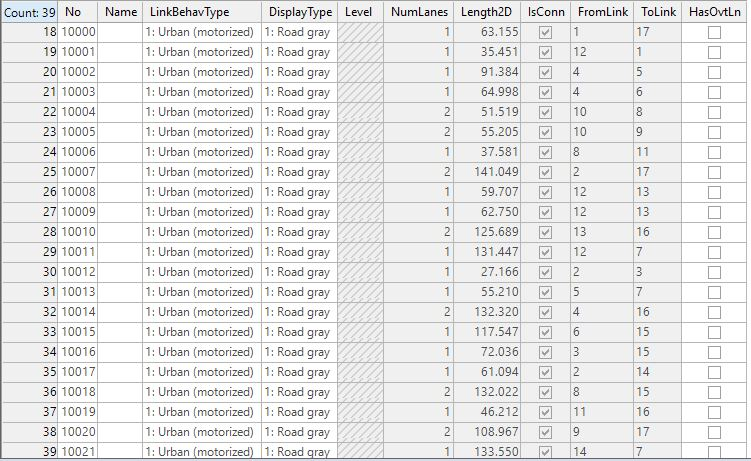 Count: 39 No Name LinkBehavType DisplayType Level NumLanes Length2D IsConn FromLink ToLink HasOvtLn
18 10000 1: Urban (motorized) 1: Road gray 1 63.155 1 17
19 10001 1: Urban (motorized) 1: Road gray 1 35.451 12 1
20 10002 1: Urban (motorized) 1: Road gray 1 91.384 4 5
21 10003 1: Urban (motorized) 1: Road gray 1 64.998 4 6
22 10004 1: Urban (motorized) 1: Road gray 2 51.519 10 8
23 10005 1: Urban (motorized) 1: Road gray 2 55.205 10 9
24 10006 1: Urban (motorized) 1: Road gray 1 37.581 8 11
25 10007 1: Urban (motorized) 1: Road gray 2 141.049 2 17
26 10008 1: Urban (motorized) 1: Road gray 1 59.707 12 13
27 10009 1: Urban (motorized) 1: Road gray 1 62.750 12 13
28 10010 1: Urban (motorized) 1: Road gray 2 125.689 13 16
29 10011 1: Urban (motorized) 1: Road gray 1 131.447 12 7
30 10012 1: Urban (motorized) 1: Road gray 1 27.166 2 3
31 10013 1: Urban (motorized) 1: Road gray 1 55.210 5 7
32 10014 1: Urban (motorized) 1: Road gray 2 132.320 4 16
33 10015 1: Urban (motorized) 1: Road gray 1 117.547 6 15
34 10016 1: Urban (motorized) 1: Road gray 1 72.036 3 15
35 10017 1: Urban (motorized) 1: Road gray 1 61.094 2 14
36 10018 1: Urban (motorized) 1: Road gray 2 132.022 8 15
37 10019 1: Urban (motorized) 1: Road gray 1 46.212 11 16
38 10020 1: Urban (motorized) 1: Road gray 2 108.967 9 17
39 10021 1: Urban (motorized) 1: Road gray 1 133.550 14 7